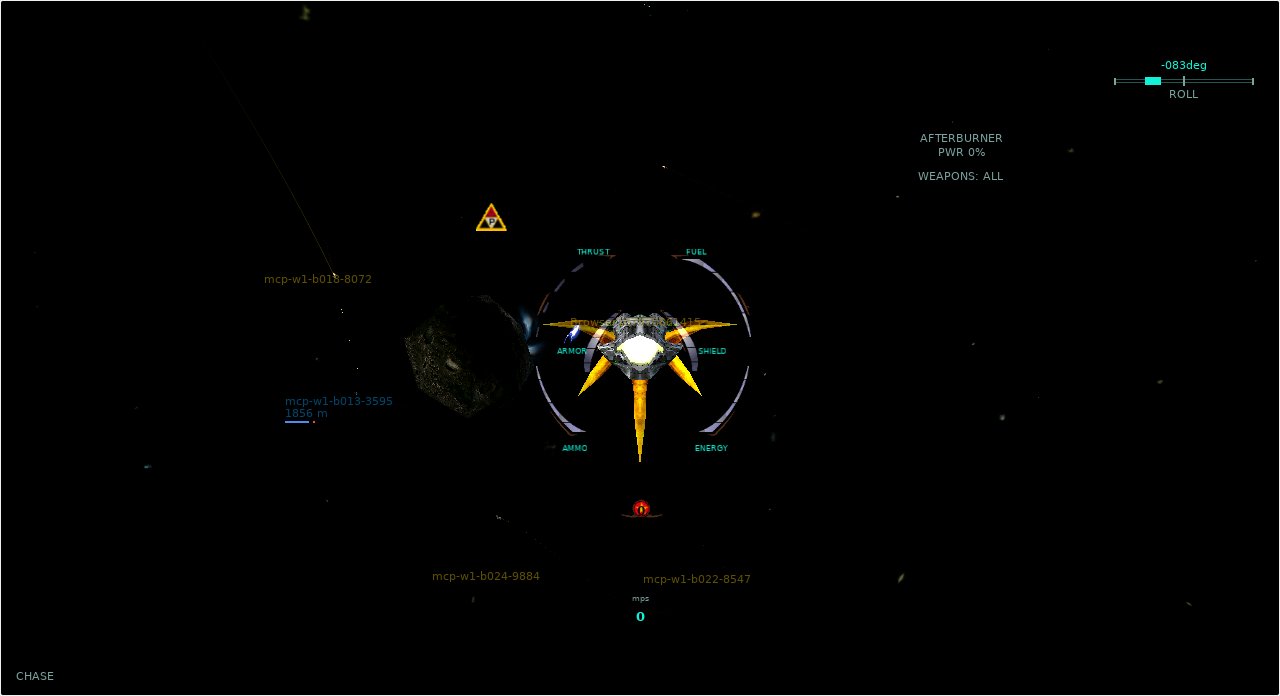 -083deg
ROLL
AFTERBURNER
PWR 0%
WEAPONS: ALL
P
THRUST
FUEL
mcp-w1-b018-8072
ARMOR
SHIELD
mcp-w1-b013-3595
1856 m
AMMO
ENERGY
mcp-w1-b024-9884
mcp-w1-b022-8547
mps
0
CHASE